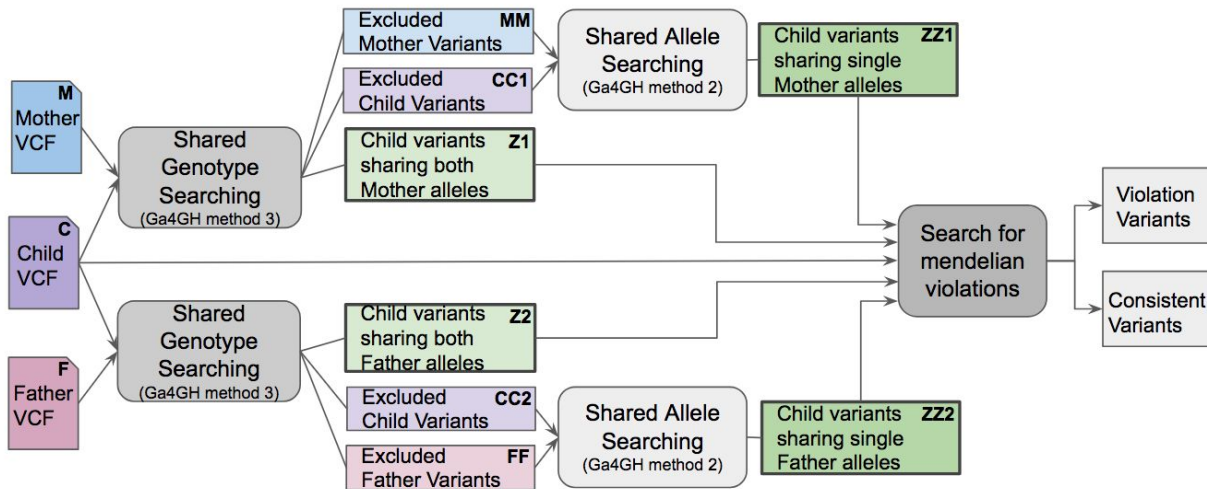 M
Mother
VCF
C
Child
VCF
F
Father
VCF
Shared
Genotype
Searching
(Ga4GH method 3)
Shared
Genotype
Searching
(Ga4GH method 3)
Excluded MM
Mother Variants
Excluded CC1
Child Variants
Child variants Z1
sharing both
Mother alleles
Child variants Z2
sharing both
Father alleles
Excluded CC2
Child Variants
Excluded FF
Father Variants
Shared Allele
Searching
(Ga4GH method 2)
Shared Allele
Searching
(Ga4GH method 2)
Child variants ZZ1
sharing single
Mother alleles
Child variants ZZ2
sharing single
Father alleles
Search for
mendelian
violations
Violation
Variants
Consistent
Variants